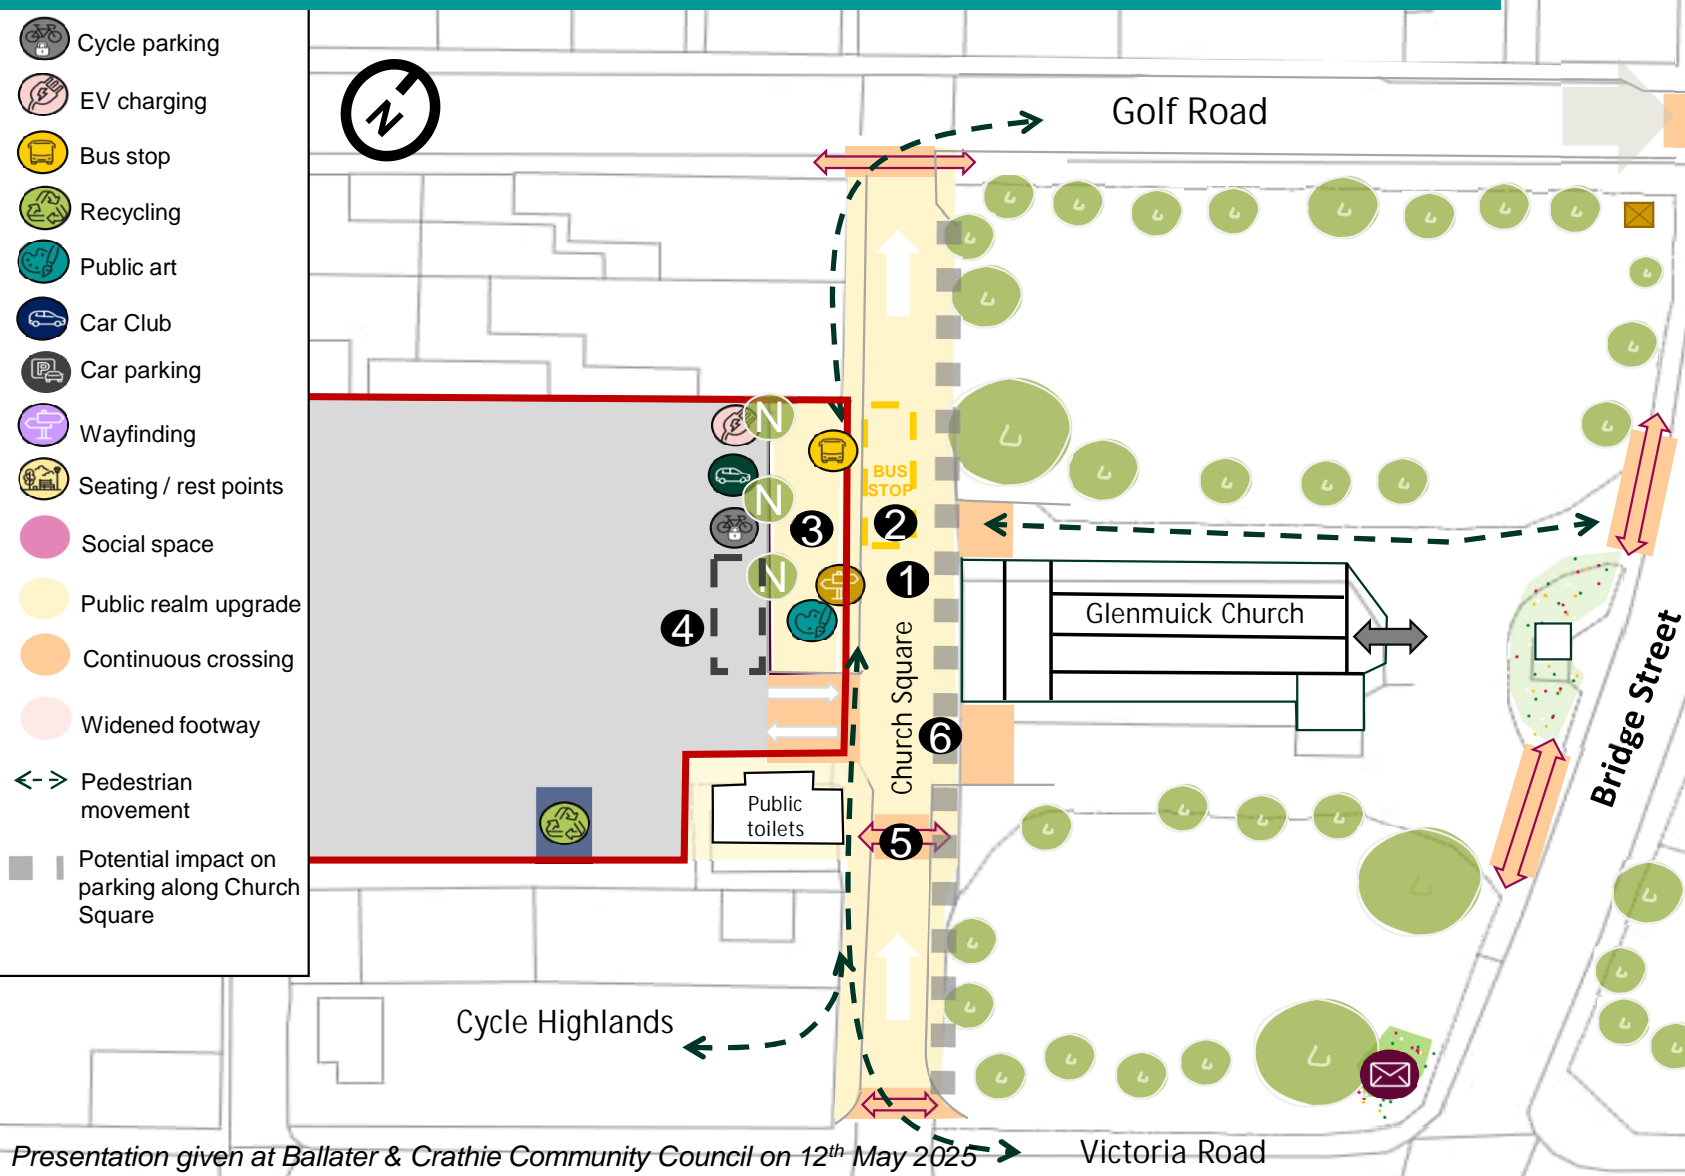 Cycle parking
EV charging
Bus stop
Recycling
Public art
Car Club
Car parking
Wayfinding
Seating / rest points
Social space
Public realm upgrade
Continuous crossing
Widened footway
Pedestrian
movement
Potential impact on
parking along Church
Square
N
Golf Road
P
N
N
N
BUS
STOP
3
2
1
4
Glenmuick Church
Church Square
6
5
Public
toilets
Bridge Street
Cycle Highlands
Victoria Road
Presentation given at Ballater & Crathie Community Council on 12th May 2025